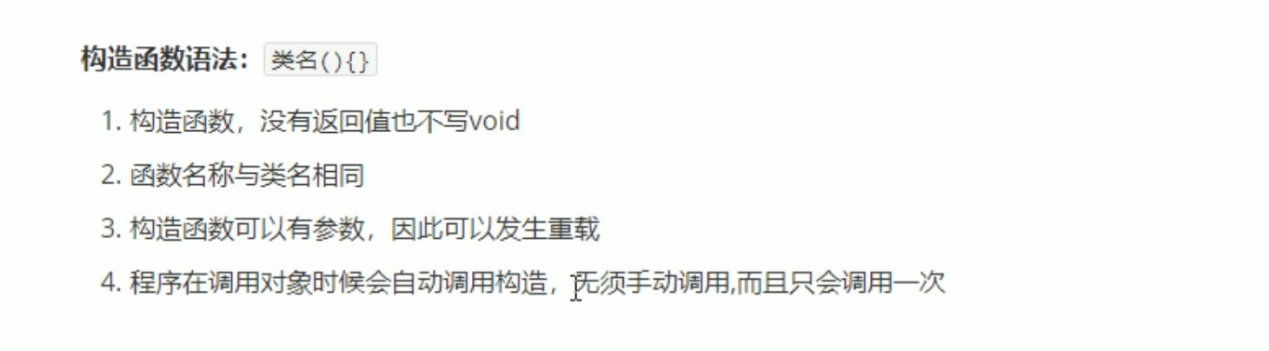 构造函数语法：类名(){}
1. 构造函数，没有返回值也不写void
2. 函数名称与类名相同
3. 构造函数可以有参数，因此可以发生重载
4. 程序在调用对象时候会自动调用构造，无须手动调用,而且只会调用一次